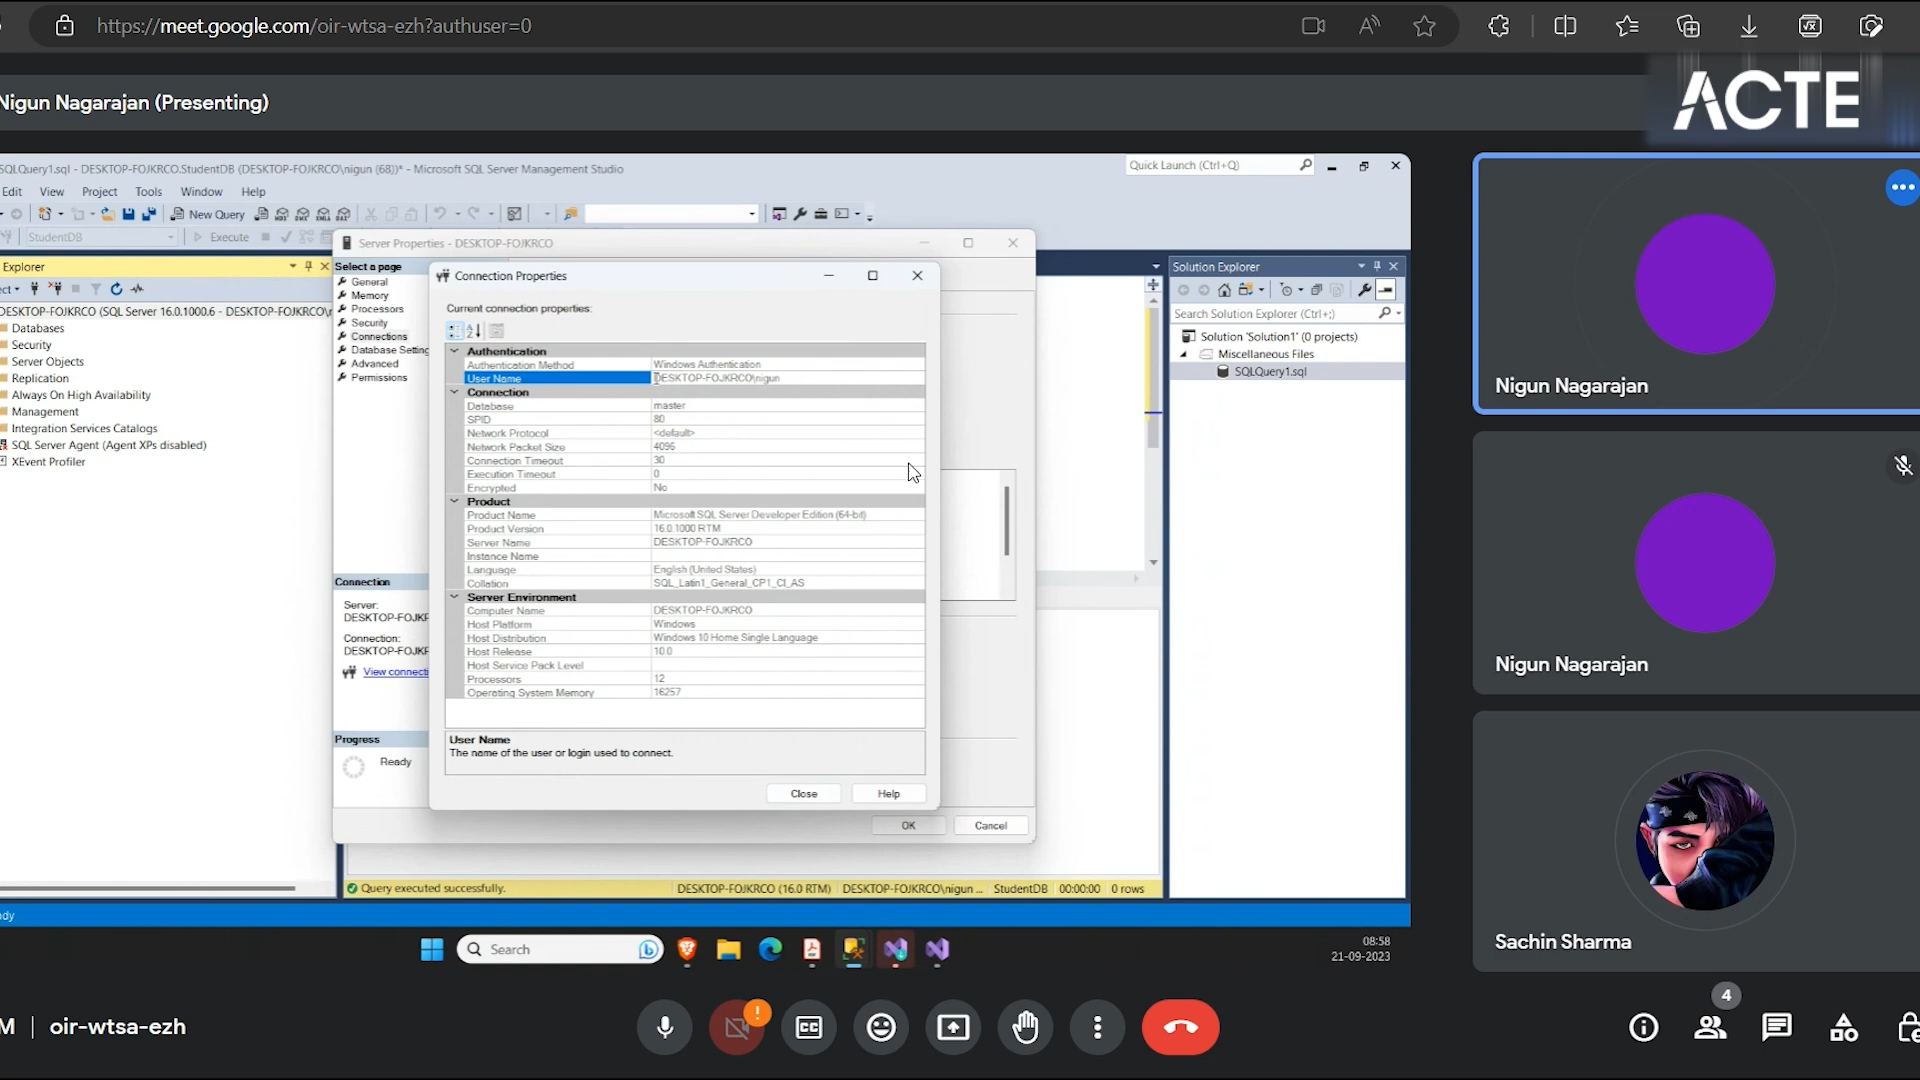 https://meet.google.com/oir-wtsa-ezh?authuser=0
ACTE
Nigun Nagarajan (Presenting)
SQLQuery1.sql - DESKTOP-FOJKRCO.StudentDB (DESKTOP-FOJKRCO\nigun (68))* - Microsoft SQL Server Management Studio
Quick Launch (Ctrl+Q)
Edit View Project Tools Window Help
New Query
StudentDB
Execute
Explorer
DESKTOP-FOJKRCO (SQL Server 16.0.1000.6 - DESKTOP-FOJKRCO\
Databases
Security
Server Objects
Replication
Always On High Availability
Management
Integration Services Catalogs
SQL Server Agent (Agent XPs disabled)
XEvent Profiler
Server Properties - DESKTOP-FOJKRCO
Select a page
General
Memory
Processors
Security
Connections
Database Setting
Advanced
Permissions
Connection
Server:
DESKTOP-FOJKR
Connection:
DESKTOP-FOJKR
View connecti
Progress
Ready
Connection Properties
Current connection properties:
Authentication
Authentication Method Windows Authentication
User Name DESKTOP-FOJKRCO\nigun
Connection
Database master
SPID 80
Network Protocol <default>
Network Packet Size 4096
Connection Timeout 30
Execution Timeout 0
Encrypted No
Product
Product Name Microsoft SQL Server Developer Edition (64-bit)
Product Version 16.0.1000 RTM
Server Name DESKTOP-FOJKRCO
Instance Name
Language English (United States)
Collation SQL_Latin1_General_CP1_CI_AS
Server Environment
Computer Name DESKTOP-FOJKRCO
Host Platform Windows
Host Distribution Windows 10 Home Single Language
Host Release 10.0
Host Service Pack Level
Processors 12
Operating System Memory 16257
User Name
The name of the user or login used to connect.
Close Help
OK Cancel
Solution Explorer
Search Solution Explorer (Ctrl+;)
Solution 'Solution1' (0 projects)
Miscellaneous Files
SQLQuery1.sql
Query executed successfully.
DESKTOP-FOJKRCO (16.0 RTM) DESKTOP-FOJKRCO\nigun ... StudentDB 00:00:00 0 rows
Search
08:58
21-09-2023
Nigun Nagarajan
Nigun Nagarajan
Sachin Sharma
M | oir-wtsa-ezh
CC
4